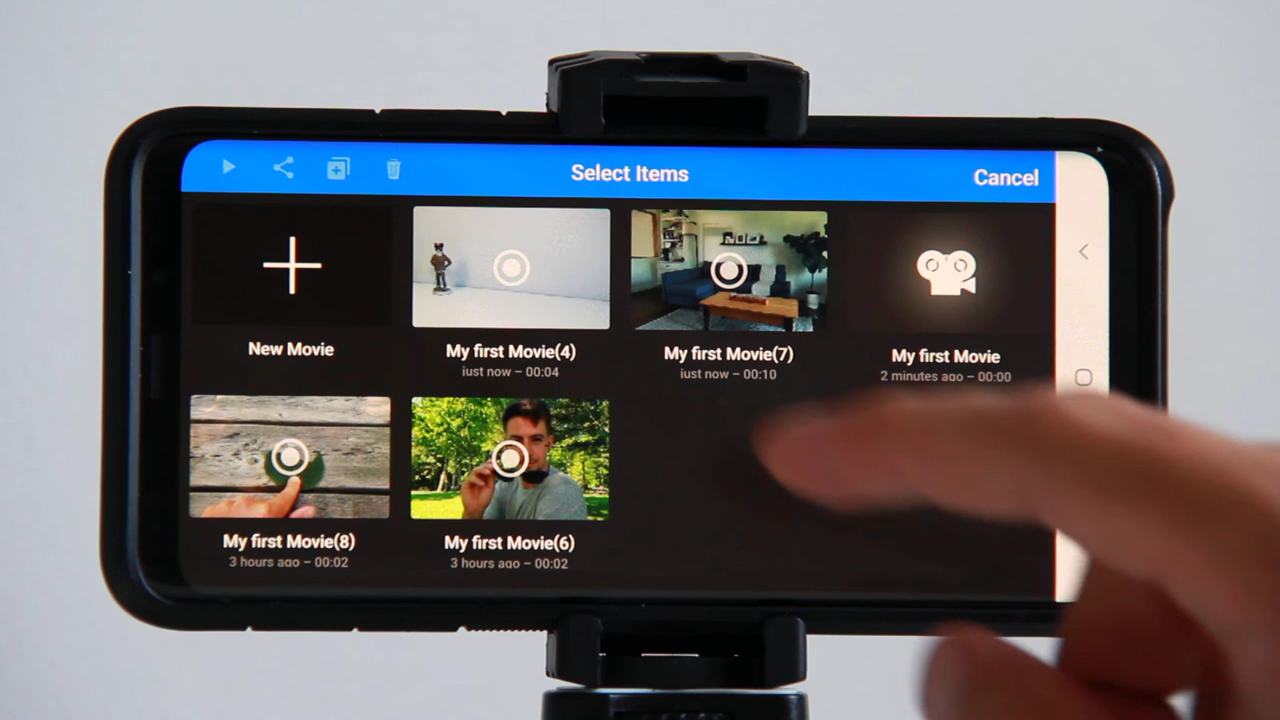 Select Items
Cancel
New Movie
My first Movie(4)
just now – 00:04
My first Movie(7)
just now – 00:10
My first Movie
2 minutes ago – 00:00
My first Movie(8)
3 hours ago – 00:02
My first Movie(6)
3 hours ago – 00:02